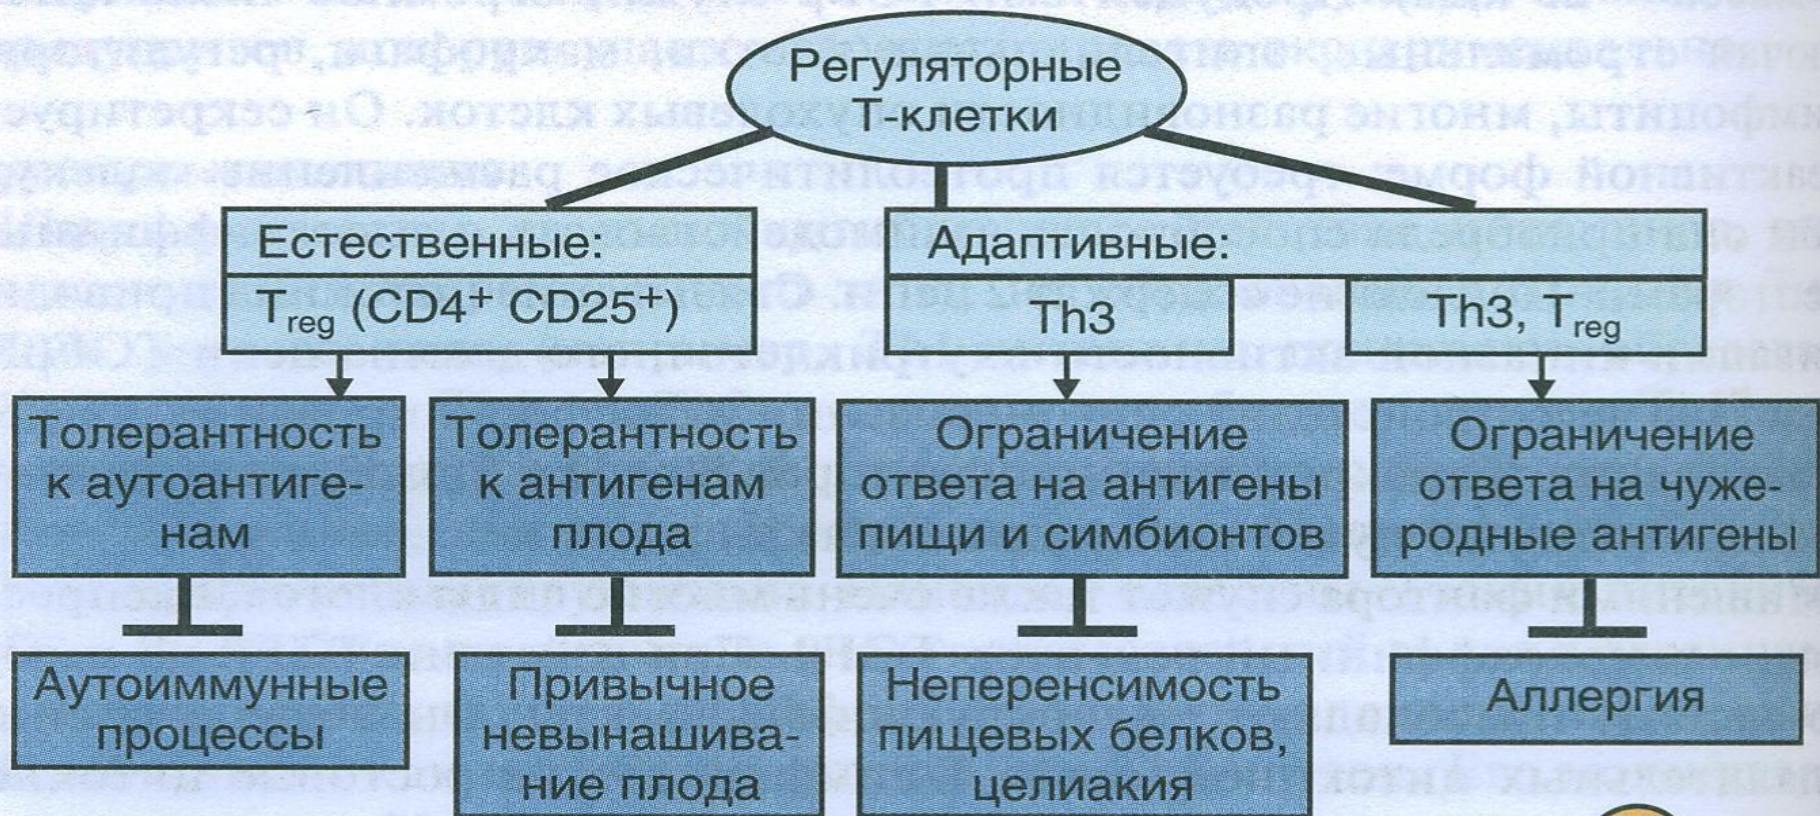 Регуляторные
Т-клетки
Естественные:
Treg (CD4+ CD25+)
Адаптивные:
Th3
Th3, Treg
Толерантность
к аутоантиге-
нам
Толерантность
к антигенам
плода
Ограничение
ответа на антигены
пищи и симбионтов
Ограничение
ответа на чуже-
родные антигены
Аутоиммунные
процессы
Привычное
невынашива-
ние плода
Неперенсимость
пищевых белков,
целиакия
Аллергия